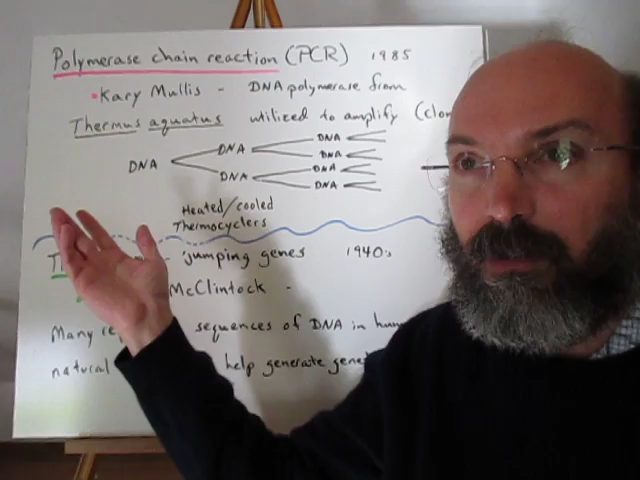 Polymerase chain reaction (PCR) 1985
• Kary Mullis - DNA polymerase from
Thermus aquatus utilized to amplify (clon
DNA DNA DNA DNA DNA DNA DNA
Heated/cooled
Thermocyclers
- 'jumping genes 1940s
McClintock -
Many rep sequences of DNA in hum
natural help generate gene